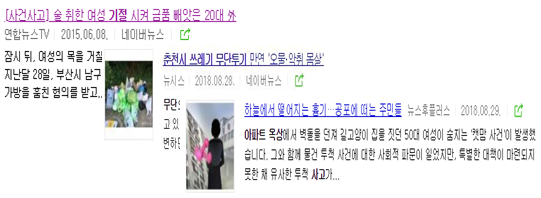 [사건사고] 술 취한 여성 기절 시켜 금품 빼앗은 20대 外
연합뉴스TV | 2015.06.08. | 네이버뉴스 |
잠시 뒤, 여성의 목을 거칠
지난달 28일, 부산시 남구
가방을 훔친 혐의를 받고..
춘천시 쓰레기 무단투기 만연 '오물·악취 몸살'
뉴시스 | 2018.08.28. | 네이버뉴스 |
무단
고 있
변하
하늘에서 떨어지는 흉기…공포에 떠는 주민들 뉴스휴플러스 | 2018.08.29. |
아파트 옥상에서 벽돌을 던져 길고양이 집을 짓던 50대 여성이 숨지는 '캣맘 사건'이 발생했
습니다. 그와 함께 물건 투척 사건에 대한 사회적 파문이 일었지만, 특별한 대책이 마련되지
못한 채 유사한 투척 사고가...